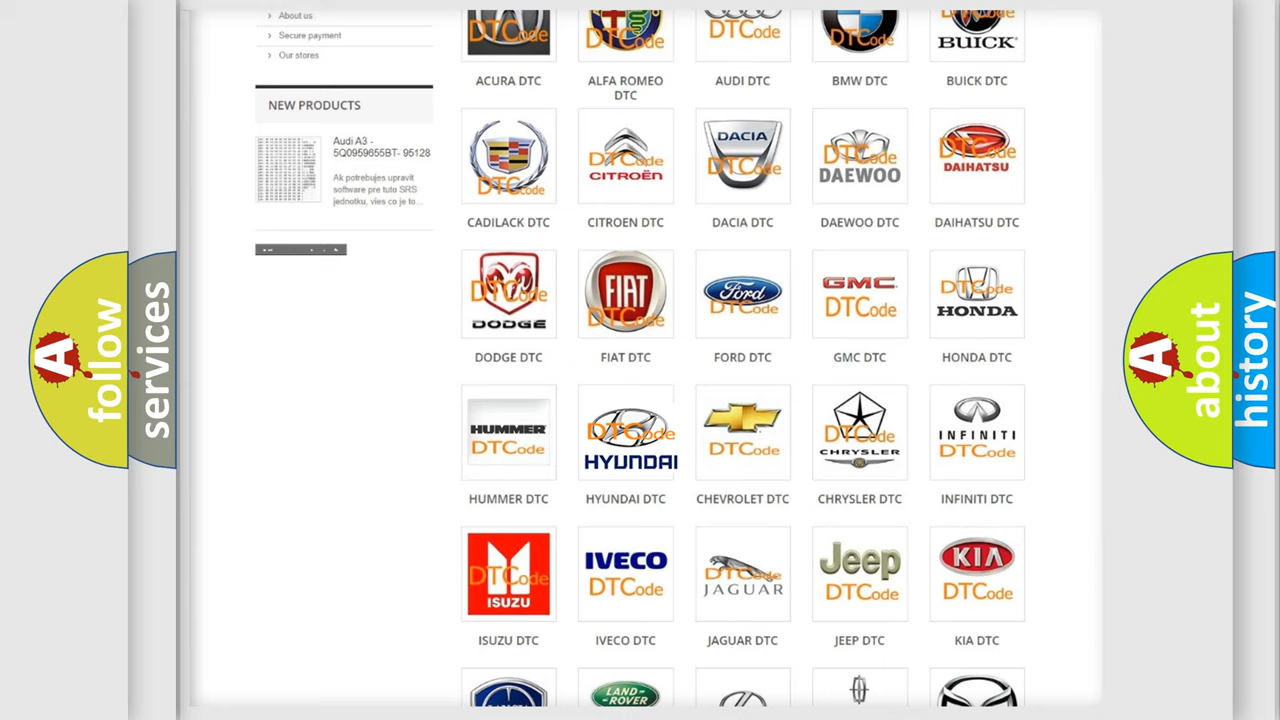 About us
Secure payment
Our stores
NEW PRODUCTS
Audi A3 -
5Q0959655BT- 95128
Ak potrebujes upravit
software pre tuto SRS
jednotku, vies co je to...
DTCode DTCode DTCode DTCode BUICK
ACURA DTC ALFA ROMEO DTC AUDI DTC BMW DTC BUICK DTC
DTCode
DTCode CITROËN
DACIA DTCode
DTCode DAEWOO
DTCode DAIHATSU
CADILACK DTC CITROEN DTC DACIA DTC DAEWOO DTC DAIHATSU DTC
DTCode DODGE
FIAT DTCode
Ford DTCode
GMC DTCode
DTCode HONDA
DODGE DTC FIAT DTC FORD DTC GMC DTC HONDA DTC
HUMMER DTCode
DTCode HYUNDAI
DTCode
DTCode CHRYSLER
INFINITI DTCode
HUMMER DTC HYUNDAI DTC CHEVROLET DTC CHRYSLER DTC INFINITI DTC
DTCode ISUZU
IVECO DTCode
DTCode JAGUAR
Jeep DTCode
KIA DTCode
ISUZU DTC IVECO DTC JAGUAR DTC JEEP DTC KIA DTC
LAND-
ROVER
A follow
services
A about
history